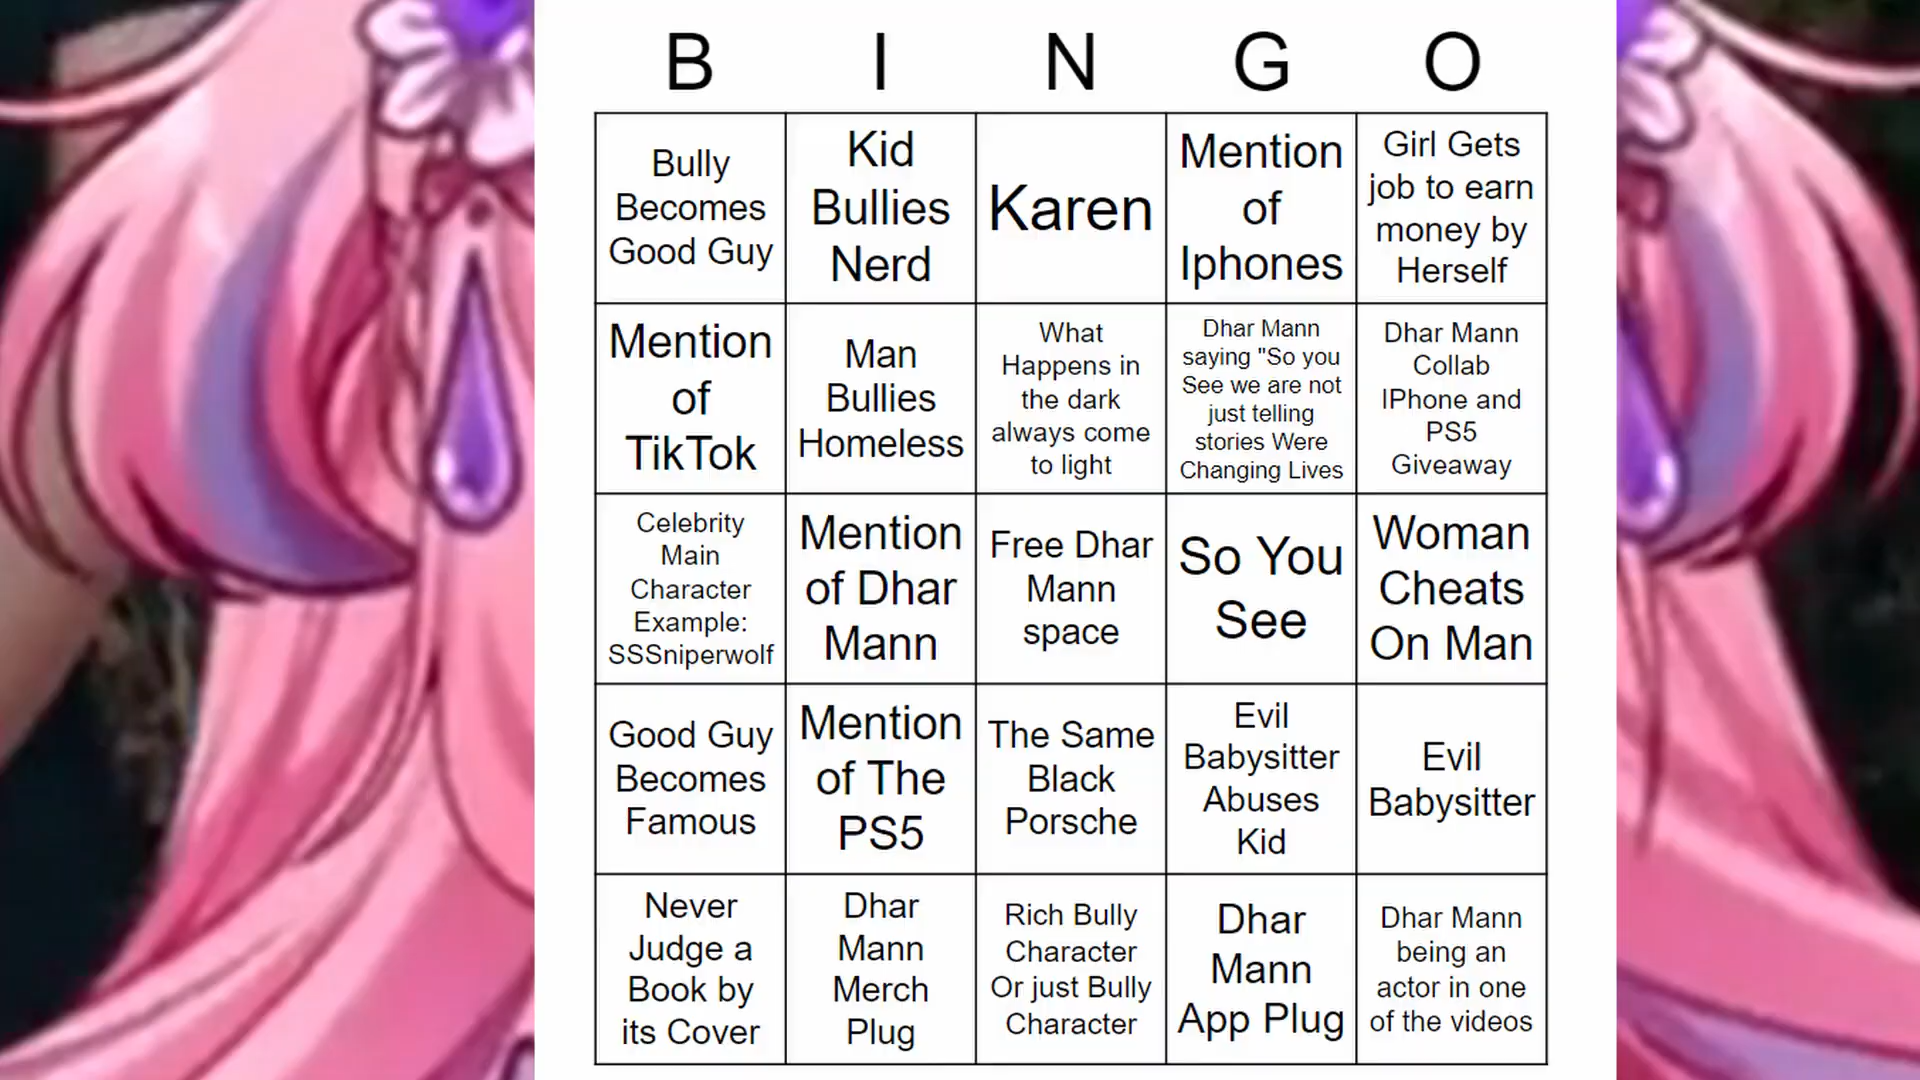 B I N G O
Bully
Becomes
Good Guy
Kid
Bullies
Nerd
Karen
Mention
of
Iphones
Girl Gets
job to earn
money by
Herself
Mention
of
TikTok
Man
Bullies
Homeless
What
Happens in
the dark
always come
to light
Dhar Mann
saying "So you
See we are not
just telling
stories Were
Changing Lives
Dhar Mann
Collab
IPhone and
PS5
Giveaway
Celebrity
Main
Character
Example:
SSSniperwolf
Mention
of Dhar
Mann
Free Dhar
Mann
space
So You
See
Woman
Cheats
On Man
Good Guy
Becomes
Famous
Mention
of The
PS5
The Same
Black
Porsche
Evil
Babysitter
Abuses
Kid
Evil
Babysitter
Never
Judge a
Book by
its Cover
Dhar
Mann
Merch
Plug
Rich Bully
Character
Or just Bully
Character
Dhar
Mann
App Plug
Dhar Mann
being an
actor in one
of the videos